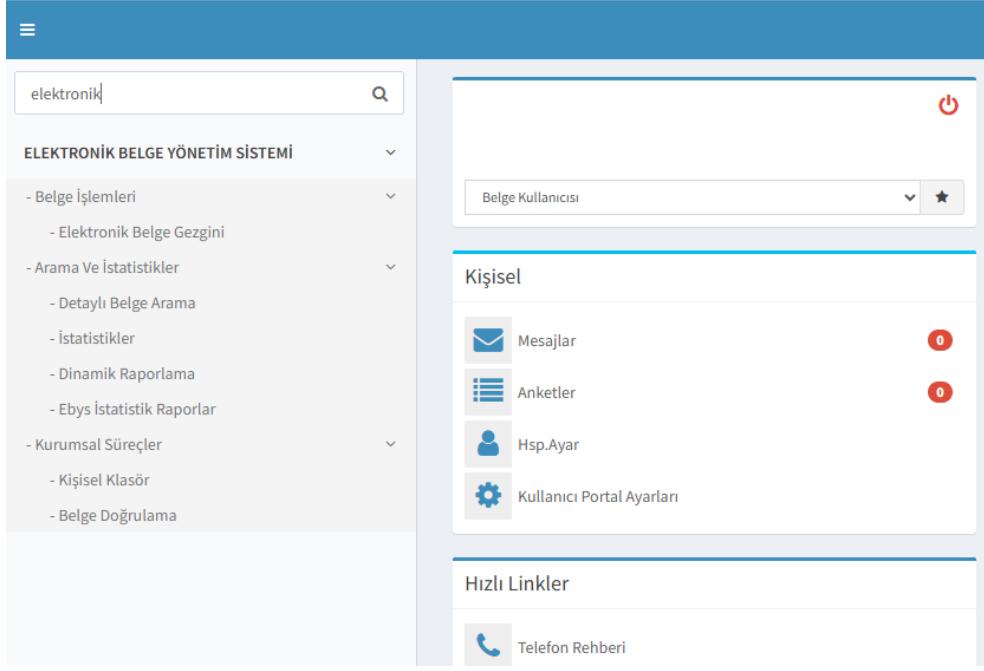 elektronik
ELEKTRONİK BELGE YÖNETİM SİSTEMİ
- Belge İşlemleri
- Elektronik Belge Gezgini
- Arama Ve İstatistikler
- Detaylı Belge Arama
- İstatistikler
- Dinamik Raporlama
- Ebys İstatistik Raporlar
- Kurumsal Süreçler
- Kişisel Klasör
- Belge Doğrulama
Belge Kullanıcısı
Kişisel
Mesajlar 0
Anketler 0
Hsp.Ayar
Kullanıcı Portal Ayarları
Hızlı Linkler
Telefon Rehberi